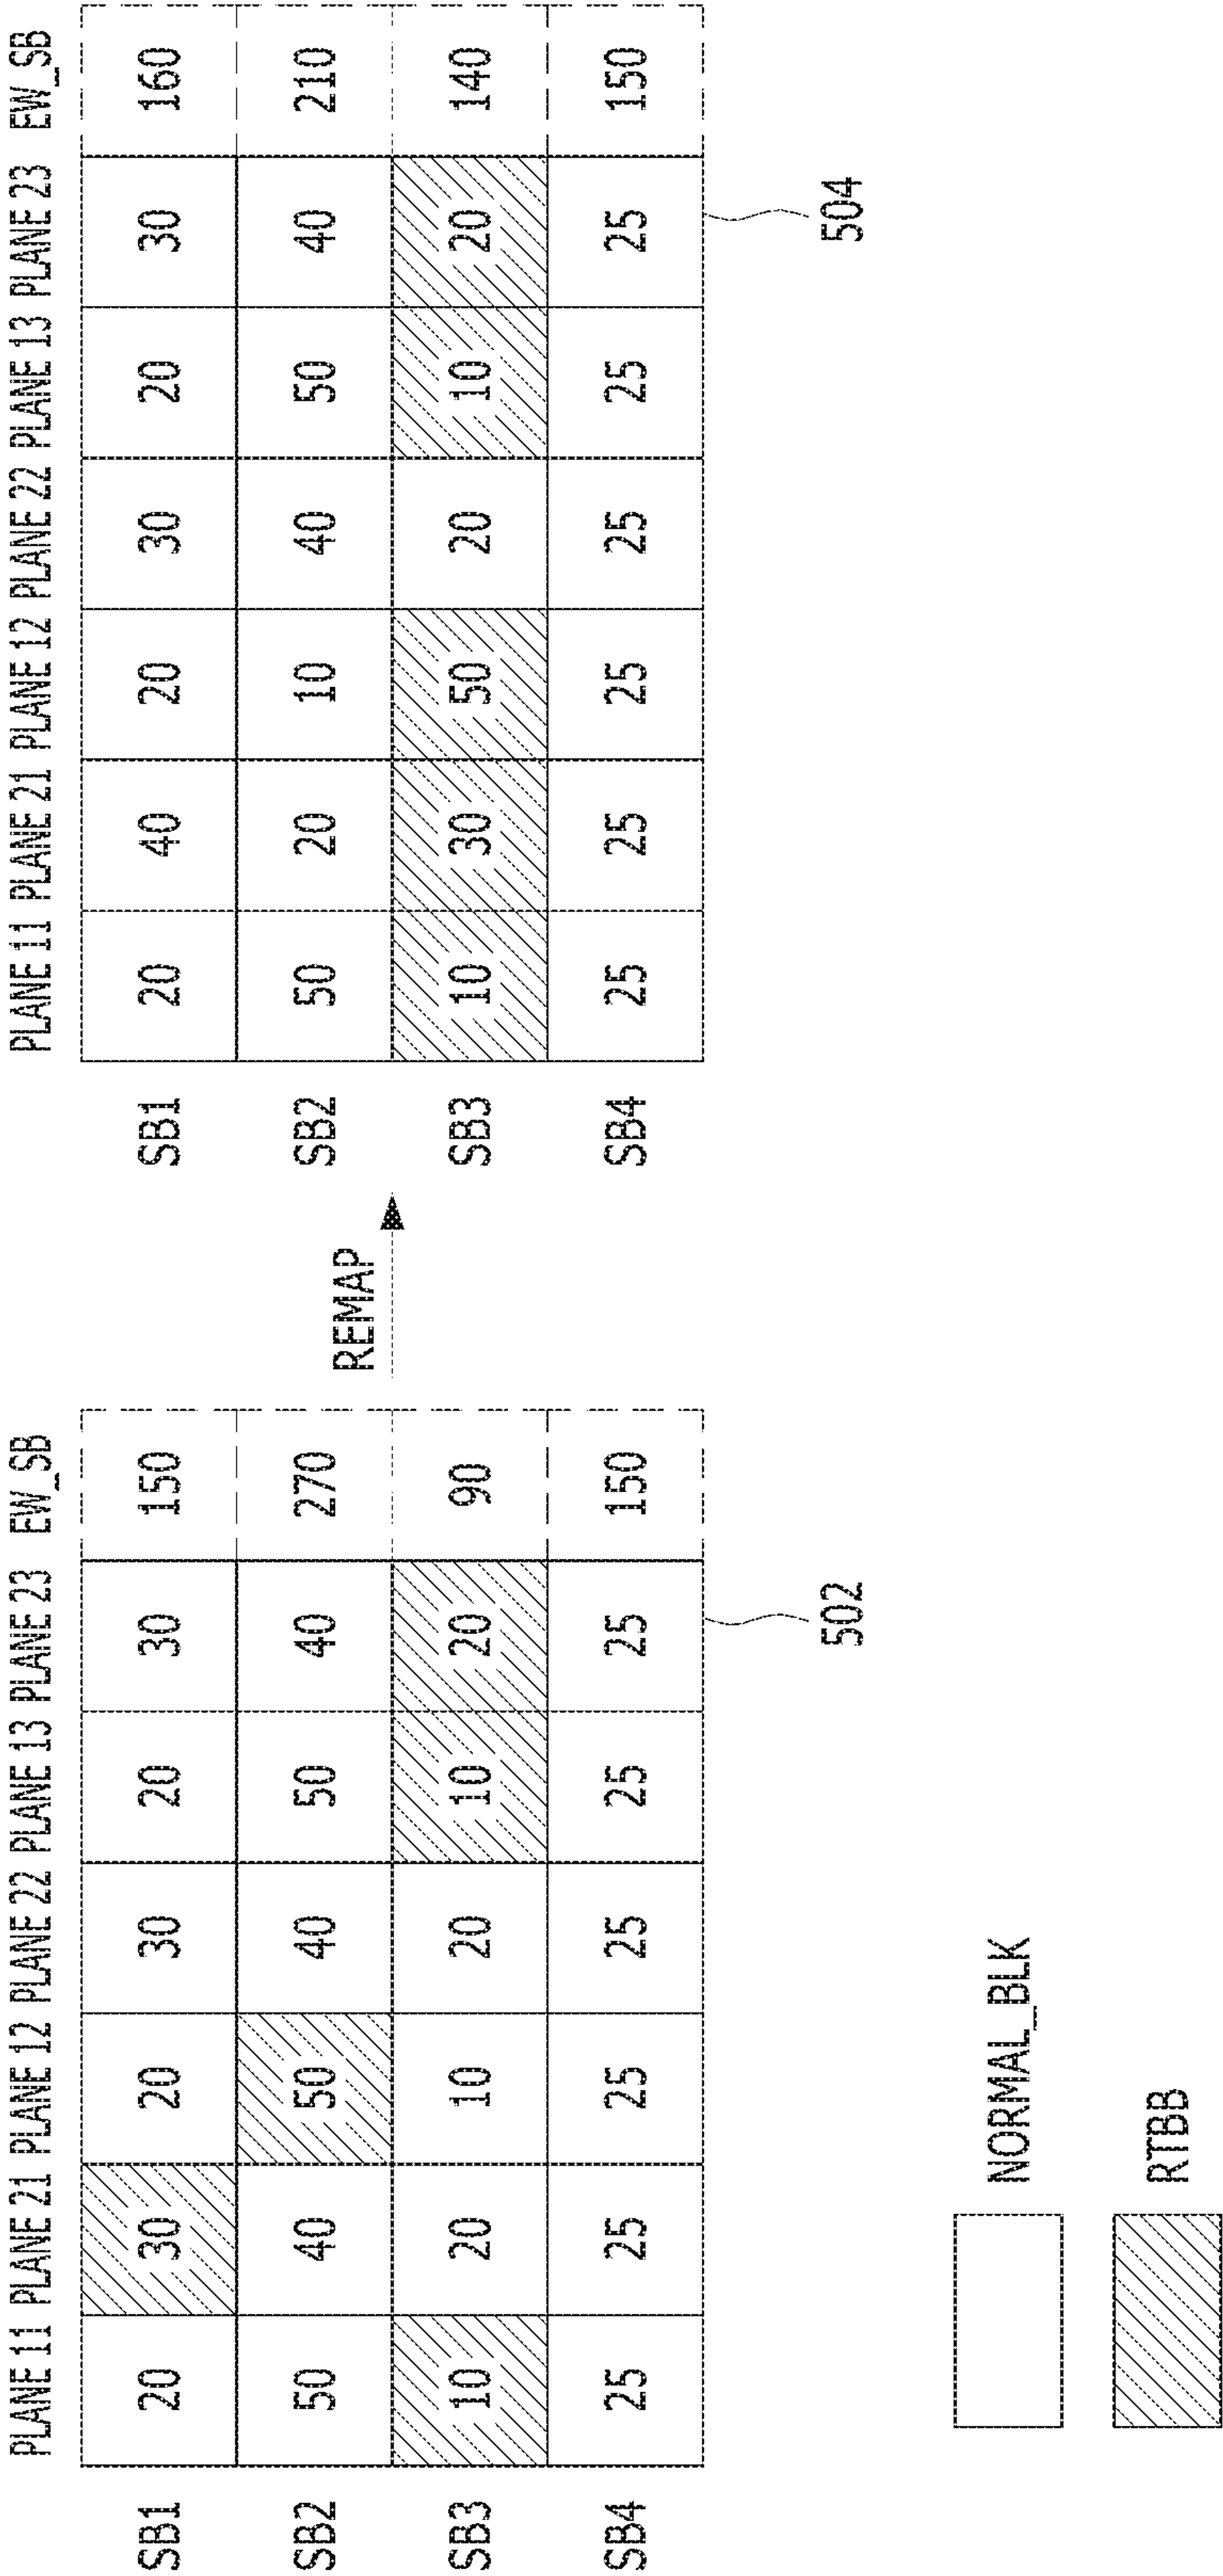 PLANE 11 PLANE 21 PLANE 12 PLANE 22 PLANE 13 PLANE 23 EW_SB
SB1 20 30 20 30 20 30 150
SB2 50 40 50 40 50 40 270
SB3 10 20 10 20 10 20 90
SB4 25 25 25 25 25 25 150
502
REMAP
PLANE 11 PLANE 21 PLANE 12 PLANE 22 PLANE 13 PLANE 23 EW_SB
SB1 20 40 20 30 20 30 160
SB2 50 20 10 40 50 40 210
SB3 10 30 50 20 10 20 140
SB4 25 25 25 25 25 25 150
504
NORMAL_BLK
RTBB